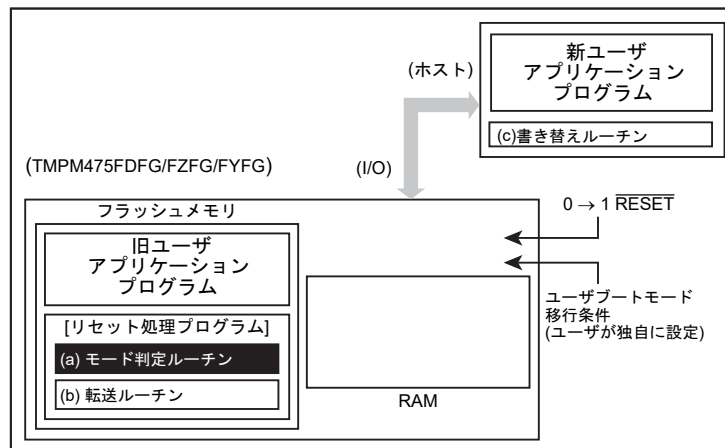 新ユーザ
アプリケーション
プログラム
(ホスト)
(c)書き替えルーチン
(TMPM475FDFG/FZFG/FYFG)
(I/O)
フラッシュメモリ
0 → 1 RESET
旧ユーザ
アプリケーション
プログラム
ユーザブートモード
移行条件
(ユーザが独自に設定)
[リセット処理プログラム]
(a) モード判定ルーチン
(b) 転送ルーチン
RAM